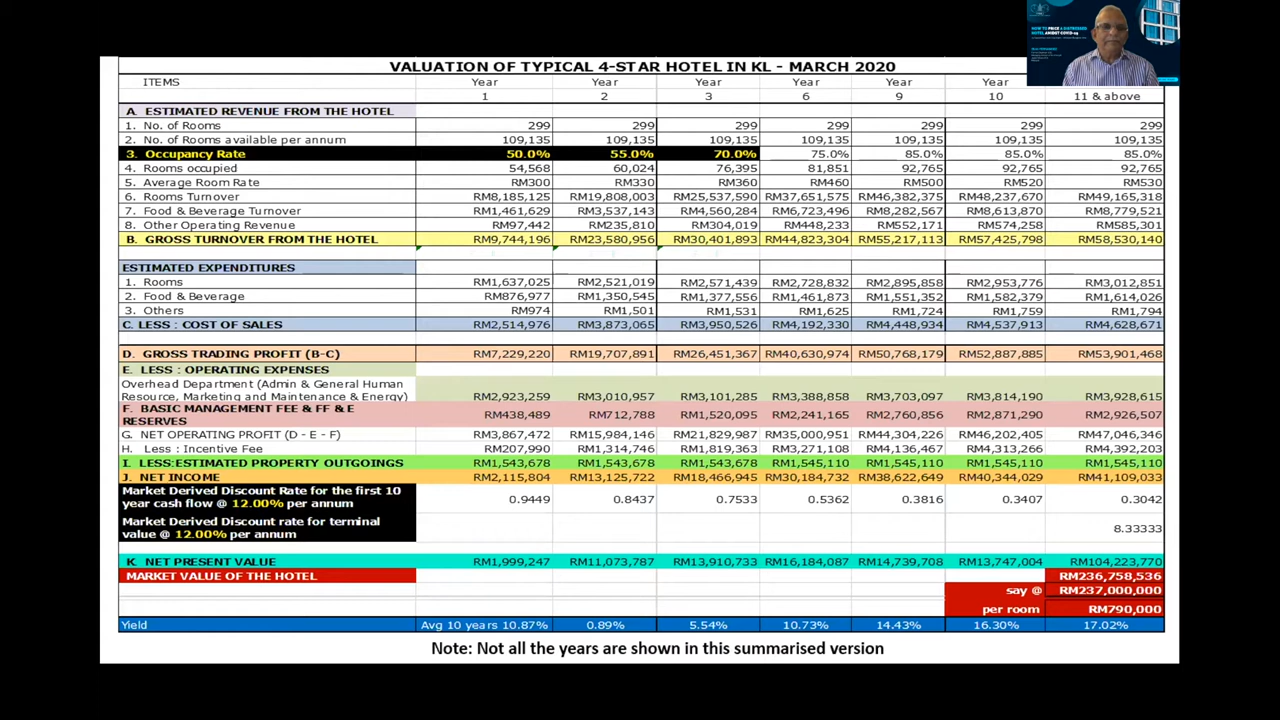 HOW TO PRICE A DISTRESSED
HOTEL AMIDST COVID-19
VALUATION OF TYPICAL 4-STAR HOTEL IN KL - MARCH 2020
ITEMS Year Year Year Year Year Year
1 2 3 6 9 10 11 & above
A. ESTIMATED REVENUE FROM THE HOTEL
1. No. of Rooms 299 299 299 299 299 299 299
2. No. of Rooms available per annum 109,135 109,135 109,135 109,135 109,135 109,135 109,135
3. Occupancy Rate 50.0% 55.0% 70.0% 75.0% 85.0% 85.0% 85.0%
4. Rooms occupied 54,568 60,024 76,395 81,851 92,765 92,765 92,765
5. Average Room Rate RM300 RM330 RM360 RM460 RM500 RM520 RM530
6. Rooms Turnover RM8,185,125 RM19,808,003 RM25,537,590 RM37,651,575 RM46,382,375 RM48,237,670 RM49,165,318
7. Food & Beverage Turnover RM1,461,629 RM3,537,143 RM4,560,284 RM6,723,496 RM8,282,567 RM8,613,870 RM8,779,521
8. Other Operating Revenue RM97,442 RM235,810 RM304,019 RM448,233 RM552,171 RM574,258 RM585,301
B. GROSS TURNOVER FROM THE HOTEL RM9,744,196 RM23,580,956 RM30,401,893 RM44,823,304 RM55,217,113 RM57,425,798 RM58,530,140
ESTIMATED EXPENDITURES
1. Rooms RM1,637,025 RM2,521,019 RM2,571,439 RM2,728,832 RM2,895,858 RM2,953,776 RM3,012,851
2. Food & Beverage RM876,977 RM1,350,545 RM1,377,556 RM1,461,873 RM1,551,352 RM1,582,379 RM1,614,026
3. Others RM974 RM1,501 RM1,531 RM1,625 RM1,724 RM1,759 RM1,794
C. LESS : COST OF SALES RM2,514,976 RM3,873,065 RM3,950,526 RM4,192,330 RM4,448,934 RM4,537,913 RM4,628,671
D. GROSS TRADING PROFIT (B-C) RM7,229,220 RM19,707,891 RM26,451,367 RM40,630,974 RM50,768,179 RM52,887,885 RM53,901,468
E. LESS : OPERATING EXPENSES
Overhead Department (Admin & General Human
Resource, Marketing and Maintenance & Energy) RM2,923,259 RM3,010,957 RM3,101,285 RM3,388,858 RM3,703,097 RM3,814,190 RM3,928,615
F. BASIC MANAGEMENT FEE & FF & E
RESERVES RM438,489 RM712,788 RM1,520,095 RM2,241,165 RM2,760,856 RM2,871,290 RM2,926,507
G. NET OPERATING PROFIT (D - E - F) RM3,867,472 RM15,984,146 RM21,829,987 RM35,000,951 RM44,304,226 RM46,202,405 RM47,046,346
H. Less : Incentive Fee RM207,990 RM1,314,746 RM1,819,363 RM3,271,108 RM4,136,467 RM4,313,266 RM4,392,203
I. LESS:ESTIMATED PROPERTY OUTGOINGS RM1,543,678 RM1,543,678 RM1,543,678 RM1,545,110 RM1,545,110 RM1,545,110 RM1,545,110
J. NET INCOME RM2,115,804 RM13,125,722 RM18,466,945 RM30,184,732 RM38,622,649 RM40,344,029 RM41,109,033
Market Derived Discount Rate for the first 10
year cash flow @ 12.00% per annum 0.9449 0.8437 0.7533 0.5362 0.3816 0.3407 0.3042
Market Derived Discount rate for terminal
value @ 12.00% per annum 8.33333
K. NET PRESENT VALUE RM1,999,247 RM11,073,787 RM13,910,733 RM16,184,087 RM14,739,708 RM13,747,004 RM104,223,770
MARKET VALUE OF THE HOTEL RM236,758,536
say @ RM237,000,000
per room RM790,000
Yield Avg 10 years 10.87% 0.89% 5.54% 10.73% 14.43% 16.30% 17.02%
Note: Not all the years are shown in this summarised version